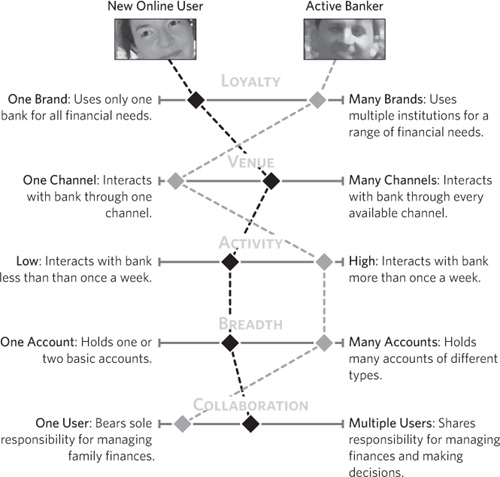 New Online User
Active Banker
LOYALTY
One Brand: Uses only one
bank for all financial needs.
Many Brands: Uses
multiple institutions for a
range of financial needs.
VENUE
One Channel: Interacts
with bank through one
channel.
Many Channels: Interacts
with bank through every
available channel.
ACTIVITY
Low: Interacts with bank
less than than once a week.
High: Interacts with bank
more than once a week.
BREADTH
One Account: Holds one or
two basic accounts.
Many Accounts: Holds
many accounts of different
types.
COLLABORATION
One User: Bears sole
responsibility for managing
family finances.
Multiple Users: Shares
responsibility for managing
finances and making
decisions.